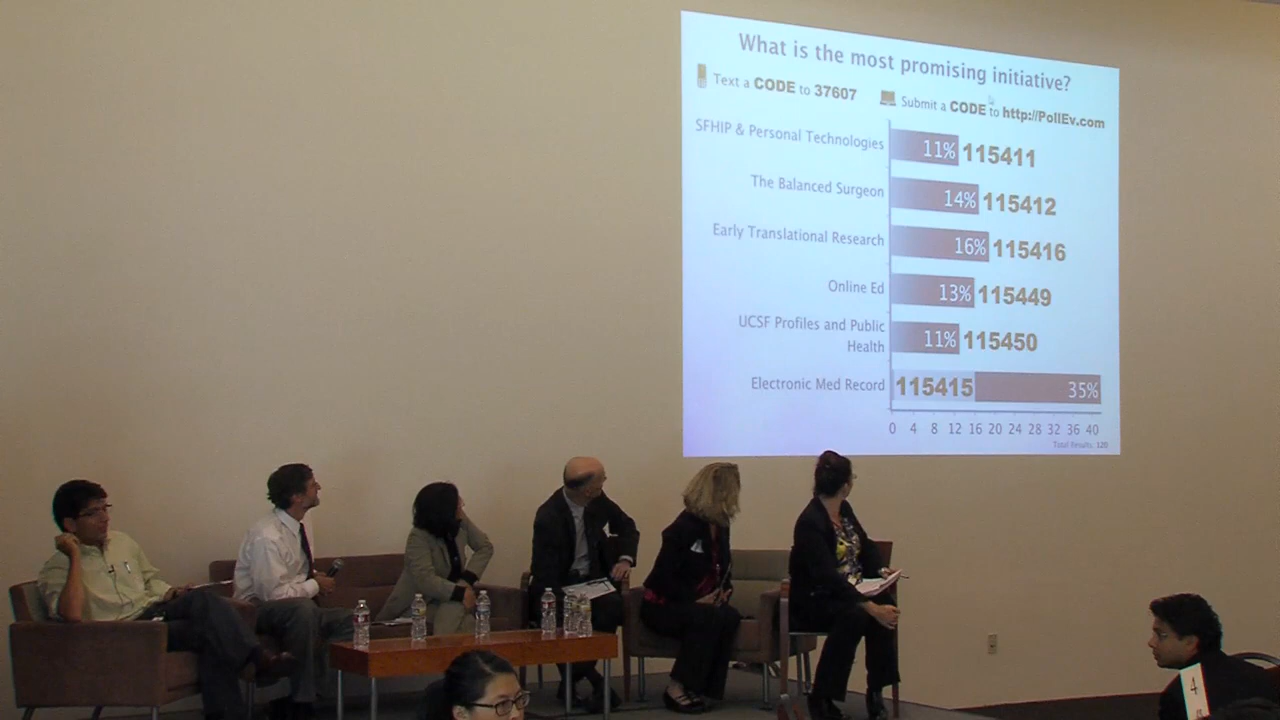 What is the most promising initiative?
Text a CODE to 37607
Submit a CODE to http://PollEv.com
SFHIP & Personal Technologies 11% 115411
The Balanced Surgeon 14% 115412
Early Translational Research 16% 115416
Online Ed 13% 115449
UCSF Profiles and Public
Health 11% 115450
Electronic Med Record 115415 35%
0 4 8 12 16 20 24 28 32 36 40
Total Results: 120
4